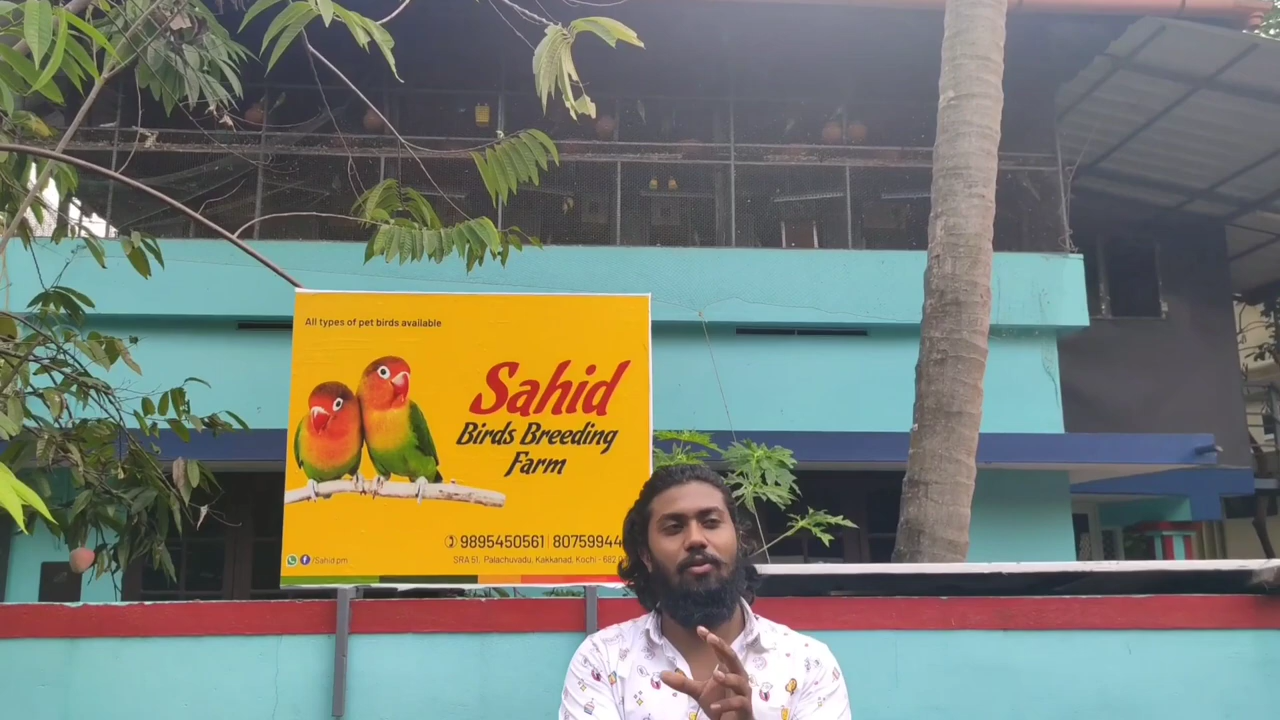 All types of pet birds available
Sahid
Birds Breeding
Farm
9895450561 | 80759944
/Sahid.pm
SRA 51, Palachuvadu, Kakkanad, Kochi - 682 0